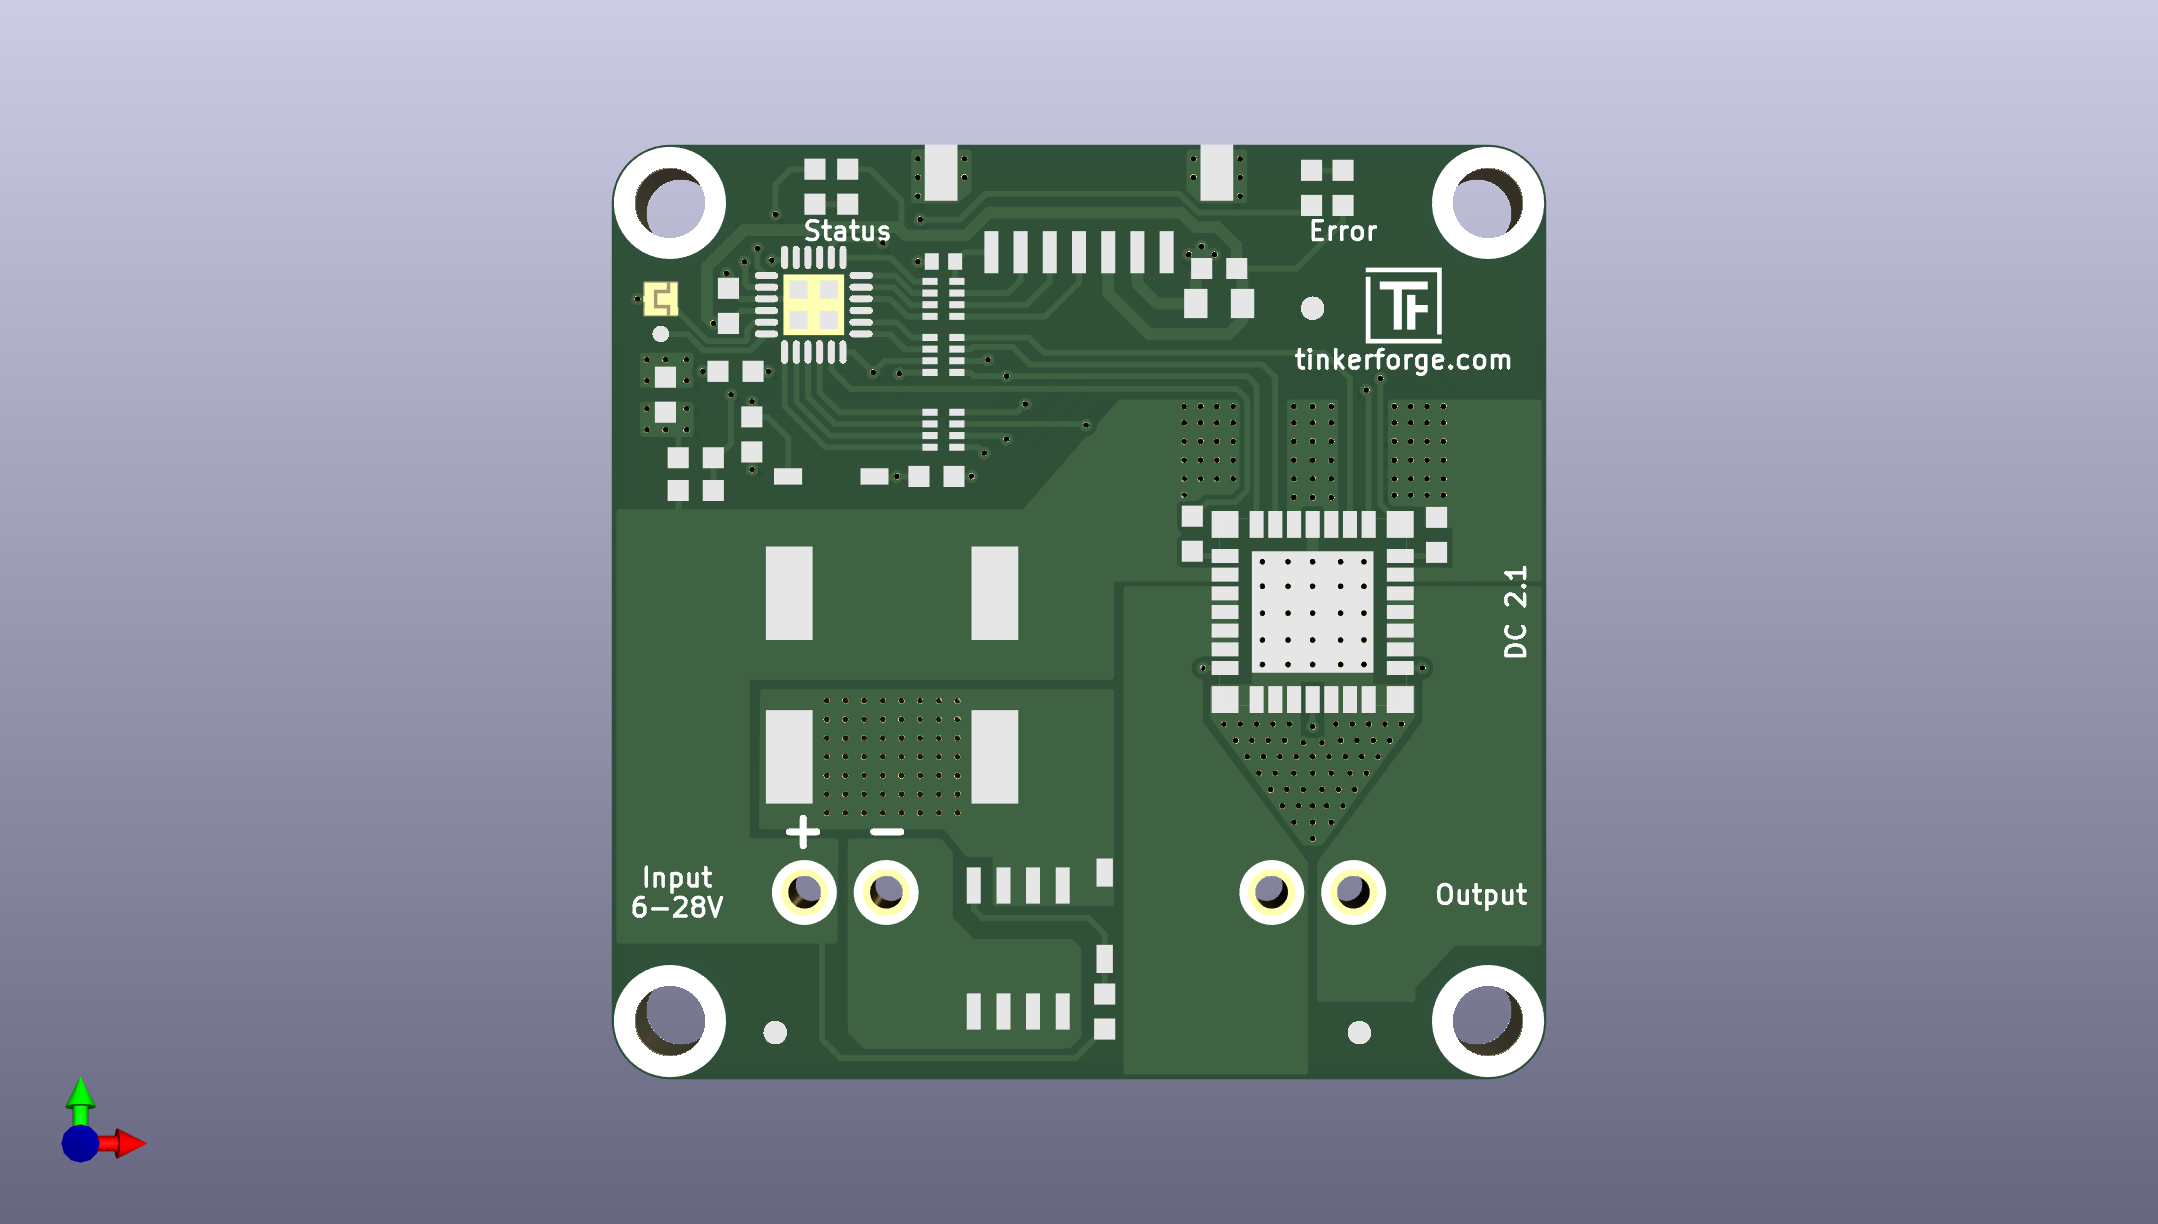 Status
Error
TF
tinkerforge.com
DC 2.1
+ −
Input
6-28V
Output